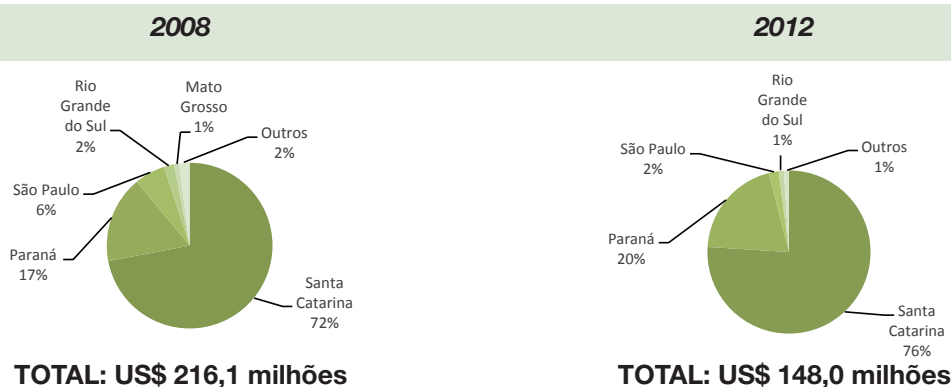 2008
Rio
Grande
do Sul
2%
Mato
Grosso
1%
Outros
2%
São Paulo
6%
Paraná
17%
Santa
Catarina
72%
TOTAL: US$ 216,1 milhões
2012
Rio
Grande
do Sul
1%
Outros
1%
São Paulo
2%
Paraná
20%
Santa
Catarina
76%
TOTAL: US$ 148,0 milhões